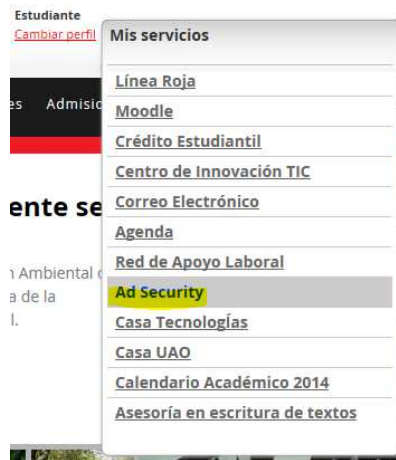 Estudiante
Cambiar perfil
Mis servicios
Línea Roja
Moodle
es Admisio
Crédito Estudiantil
Centro de Innovación TIC
ente se
Correo Electrónico
Agenda
Red de Apoyo Laboral
n Ambiental
Ad Security
a de la
l.
Casa Tecnologías
Casa UAO
Calendario Académico 2014
Asesoría en escritura de textos